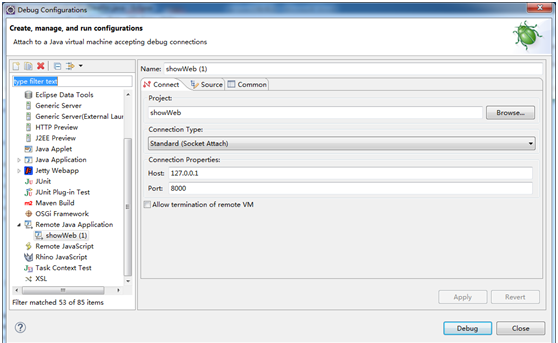 Debug Configurations
Create, manage, and run configurations
Attach to a Java virtual machine accepting debug connections
type filter text
Eclipse Data Tools
Generic Server
Generic Server(External Laun
HTTP Preview
J2EE Preview
Java Applet
Java Application
Jetty Webapp
JUnit
JUnit Plug-in Test
Maven Build
OSGi Framework
Remote Java Application
showWeb (1)
Remote JavaScript
Rhino JavaScript
Task Context Test
XSL
Filter matched 53 of 85 items
Name: showWeb (1)
Connect Source Common
Project:
showWeb Browse...
Connection Type:
Standard (Socket Attach)
Connection Properties:
Host: 127.0.0.1
Port: 8000
Allow termination of remote VM
Apply Revert
Debug Close